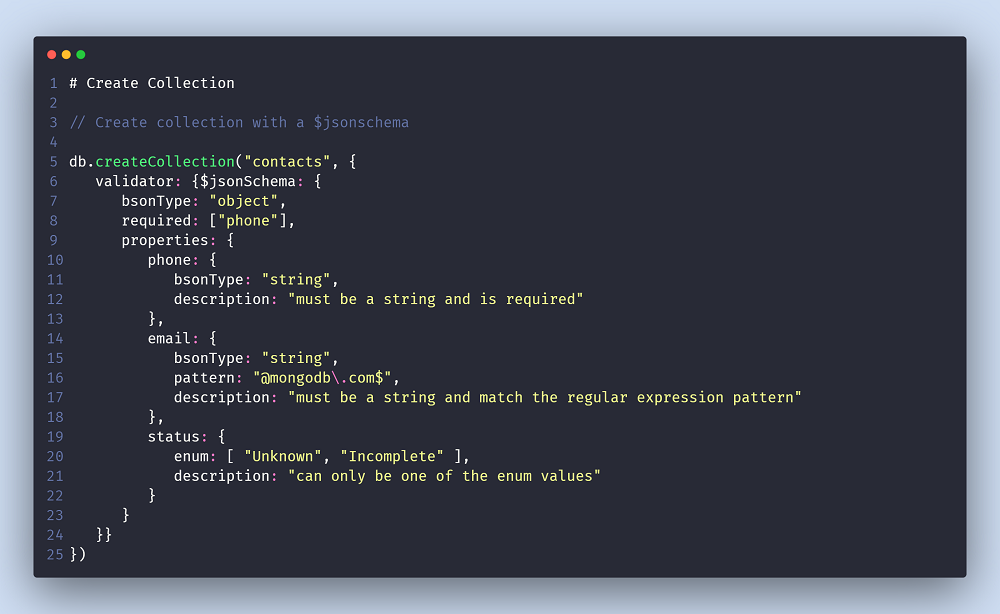 1 # Create Collection
2
3 // Create collection with a $jsonschema
4
5 db.createCollection("contacts", {
6    validator: {$jsonSchema: {
7       bsonType: "object",
8       required: ["phone"],
9       properties: {
10          phone: {
11             bsonType: "string",
12             description: "must be a string and is required"
13          },
14          email: {
15             bsonType: "string",
16             pattern: "@mongodb\.com$",
17             description: "must be a string and match the regular expression pattern"
18          },
19          status: {
20             enum: [ "Unknown", "Incomplete" ],
21             description: "can only be one of the enum values"
22          }
23       }
24    }}
25 })